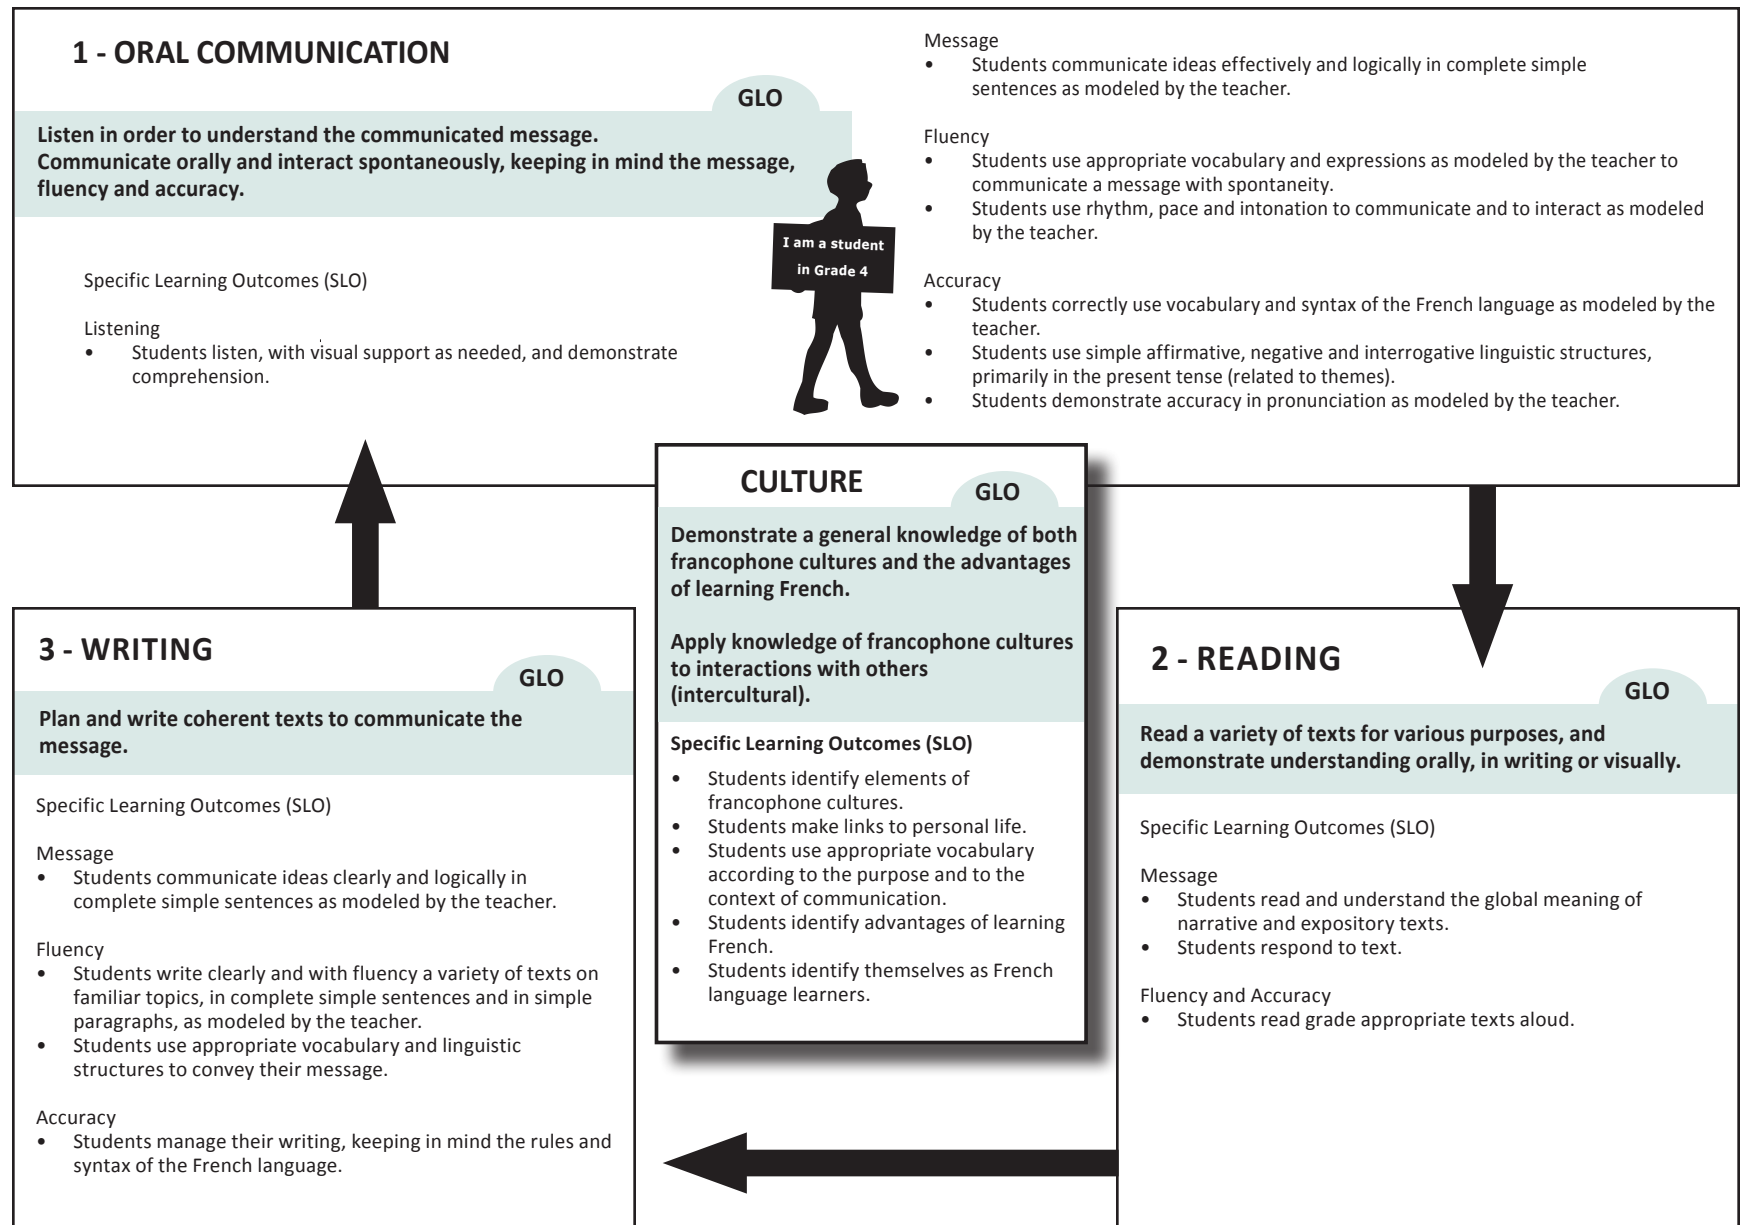 1 - ORAL COMMUNICATION
GLO
Listen in order to understand the communicated message.
Communicate orally and interact spontaneously, keeping in mind the message,
fluency and accuracy.
I am a student
in Grade 4
Specific Learning Outcomes (SLO)
Listening
• Students listen, with visual support as needed, and demonstrate
comprehension.
Message
• Students communicate ideas effectively and logically in complete simple
sentences as modeled by the teacher.
Fluency
• Students use appropriate vocabulary and expressions as modeled by the teacher to
communicate a message with spontaneity.
• Students use rhythm, pace and intonation to communicate and to interact as modeled
by the teacher.
Accuracy
• Students correctly use vocabulary and syntax of the French language as modeled by the
teacher.
• Students use simple affirmative, negative and interrogative linguistic structures,
primarily in the present tense (related to themes).
• Students demonstrate accuracy in pronunciation as modeled by the teacher.
CULTURE
GLO
Demonstrate a general knowledge of both
francophone cultures and the advantages
of learning French.
Apply knowledge of francophone cultures
to interactions with others
(intercultural).
Specific Learning Outcomes (SLO)
• Students identify elements of
francophone cultures.
• Students make links to personal life.
• Students use appropriate vocabulary
according to the purpose and to the
context of communication.
• Students identify advantages of learning
French.
• Students identify themselves as French
language learners.
2 - READING
GLO
Read a variety of texts for various purposes, and
demonstrate understanding orally, in writing or visually.
Specific Learning Outcomes (SLO)
Message
• Students read and understand the global meaning of
narrative and expository texts.
• Students respond to text.
Fluency and Accuracy
• Students read grade appropriate texts aloud.
3 - WRITING
GLO
Plan and write coherent texts to communicate the
message.
Specific Learning Outcomes (SLO)
Message
• Students communicate ideas clearly and logically in
complete simple sentences as modeled by the teacher.
Fluency
• Students write clearly and with fluency a variety of texts on
familiar topics, in complete simple sentences and in simple
paragraphs, as modeled by the teacher.
• Students use appropriate vocabulary and linguistic
structures to convey their message.
Accuracy
• Students manage their writing, keeping in mind the rules and
syntax of the French language.